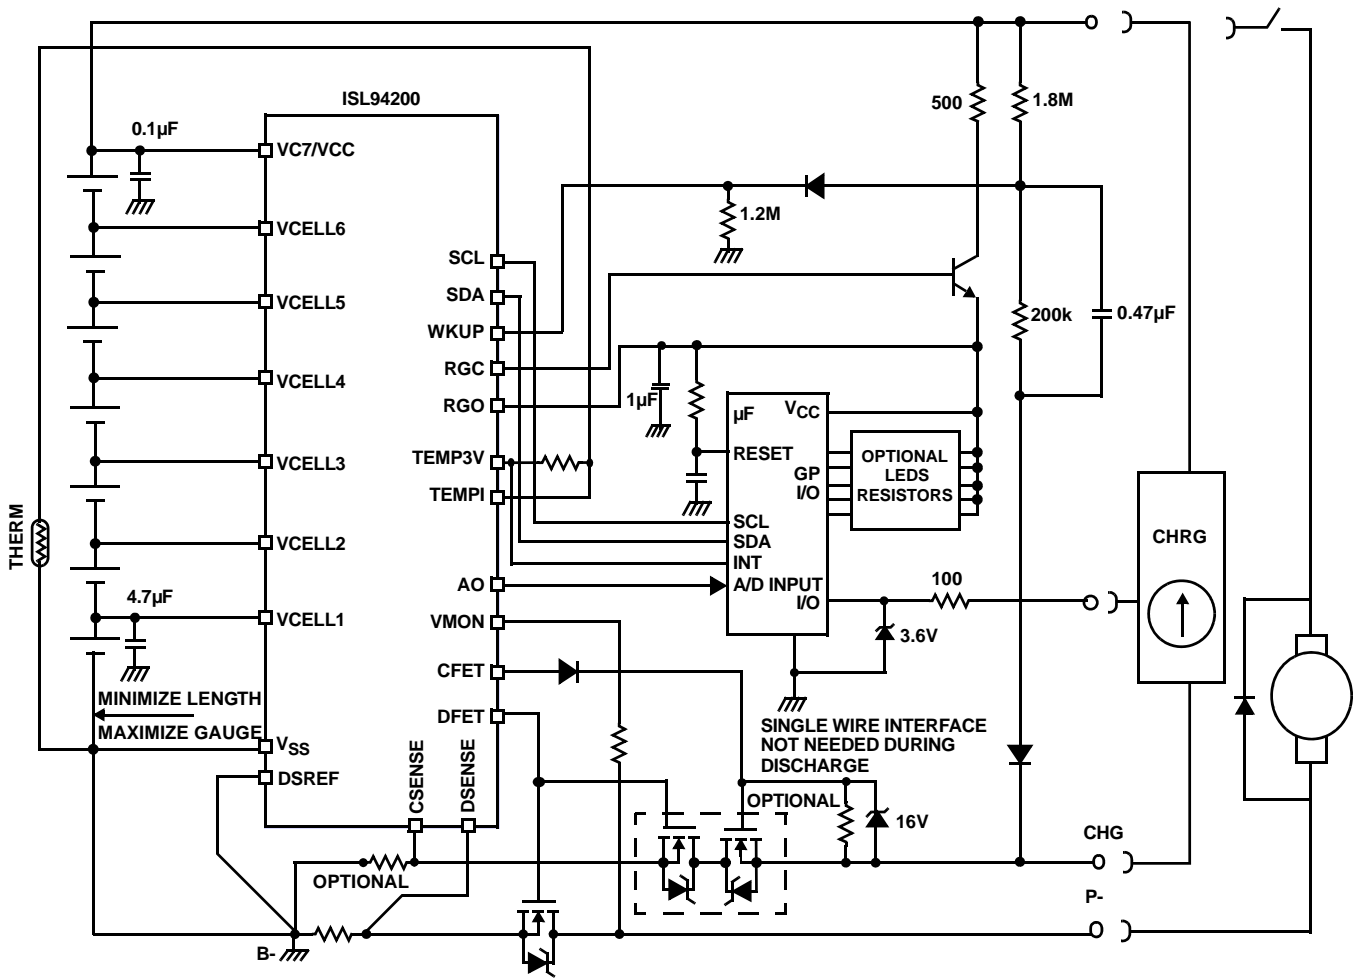 ISL94200
500
1.8M
0.1µF
VC7/VCC
1.2M
VCELL6
SCL
SDA
VCELL5
200k
0.47µF
WKUP
RGC
VCELL4
1µF
RGO
µF
VCC
RESET
OPTIONAL
LEDS
RESISTORS
GP
I/O
TEMP3V
VCELL3
TEMPI
THERM
SCL
SDA
INT
CHRG
VCELL2
AO
A/D INPUT
I/O
100
4.7µF
VCELL1
VMON
3.6V
CFET
MINIMIZE LENGTH
MAXIMIZE GAUGE
DFET
SINGLE WIRE INTERFACE
NOT NEEDED DURING
DISCHARGE
VSS
DSREF
CSENSE
DSENSE
OPTIONAL
16V
CHG
OPTIONAL
P-
B-